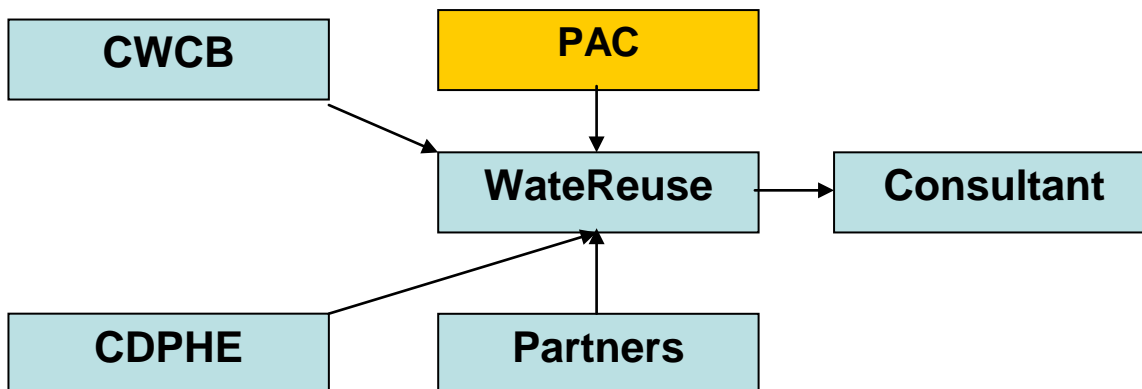 CWCB
PAC
WateReuse
Consultant
CDPHE
Partners